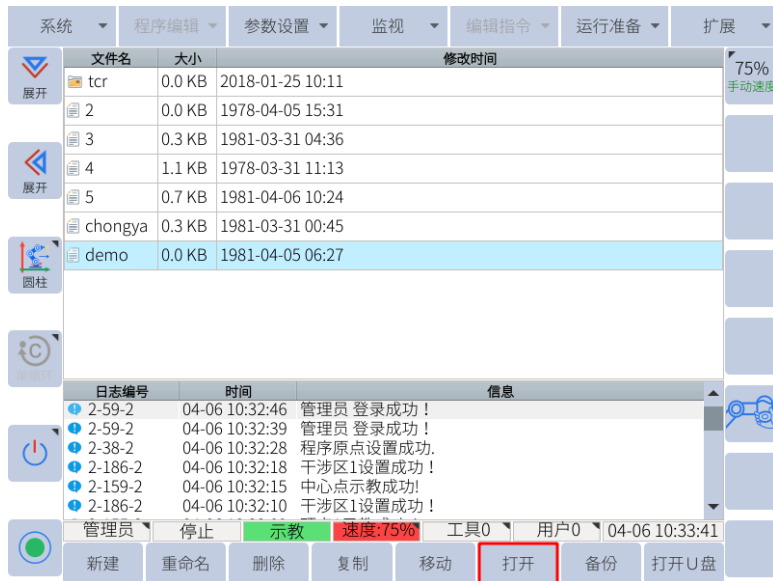 系统 程序编辑 参数设置 监视 编辑指令 运行准备 扩展
展开
展开
圆柱
文件名 大小 修改时间
tcr 0.0 KB 2018-01-25 10:11
2 0.0 KB 1978-04-05 15:31
3 0.3 KB 1981-03-31 04:36
4 1.1 KB 1978-03-31 11:13
5 0.7 KB 1981-04-06 10:24
chongya 0.3 KB 1981-03-31 00:45
demo 0.0 KB 1981-04-05 06:27
75%
手动速度
日志编号 时间 信息
2-59-2 04-06 10:32:46 管理员 登录成功！
2-59-2 04-06 10:32:39 管理员 登录成功！
2-38-2 04-06 10:32:28 程序原点设置成功.
2-186-2 04-06 10:32:18 干涉区1设置成功！
2-159-2 04-06 10:32:15 中心点示教成功!
2-186-2 04-06 10:32:10 干涉区1设置成功！
管理员 停止 示教 速度:75% 工具0 用户0 04-06 10:33:41
新建 重命名 删除 复制 移动 打开 备份 打开U盘